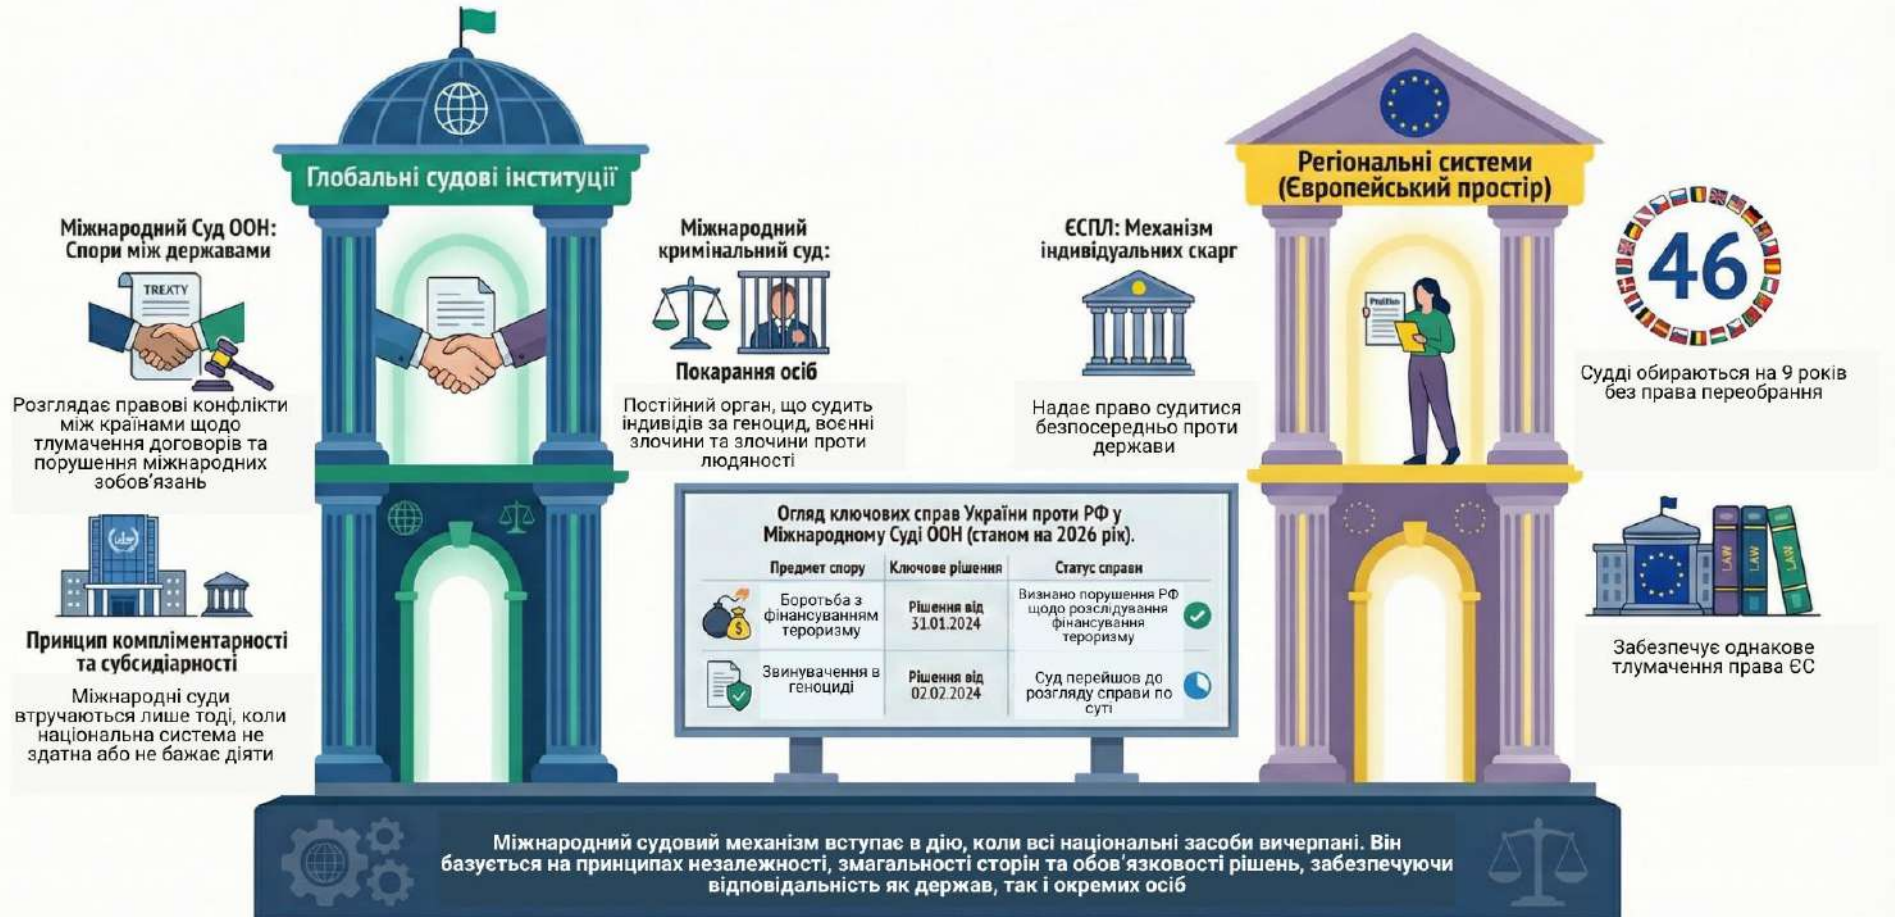 Глобальні судові інституції
Міжнародний Суд ООН:
Спори між державами
TREXTY
Розглядає правові конфлікти
між країнами щодо
тлумачення договорів та
порушення міжнародних
зобов'язань
Принцип компліментарності
та субсидіарності
Міжнародні суди
втручаються лише тоді, коли
національна система не
здатна або не бажає діяти
Міжнародний
кримінальний суд:
Покарання осіб
Постійний орган, що судить
індивідів за геноцид, воєнні
злочини та злочини проти
людяності
Регіональні системи
(Європейський простір)
ЄСПЛ: Механізм
індивідуальних скарг
Надає право судитися
безпосередньо проти
держави
46
Судді обираються на 9 років
без права переобрання
LAW
LAW
LAW
Забезпечує однакове
тлумачення права ЄС
Огляд ключових справ України проти РФ у
Міжнародному Суді ООН (станом на 2026 рік).
Предмет спору Ключове рішення Статус справи
Боротьба з
фінансуванням
тероризму
Рішення від
31.01.2024
Визнано порушення РФ
щодо розслідування
фінансування
тероризму
$
Звинувачення в
геноциді
Рішення від
02.02.2024
Суд перейшов до
розгляду справи по
суті
Міжнародний судовий механізм вступає в дію, коли всі національні засоби вичерпані. Він
базується на принципах незалежності, змагальності сторін та обов'язковості рішень, забезпечуючи
відповідальність як держав, так і окремих осіб